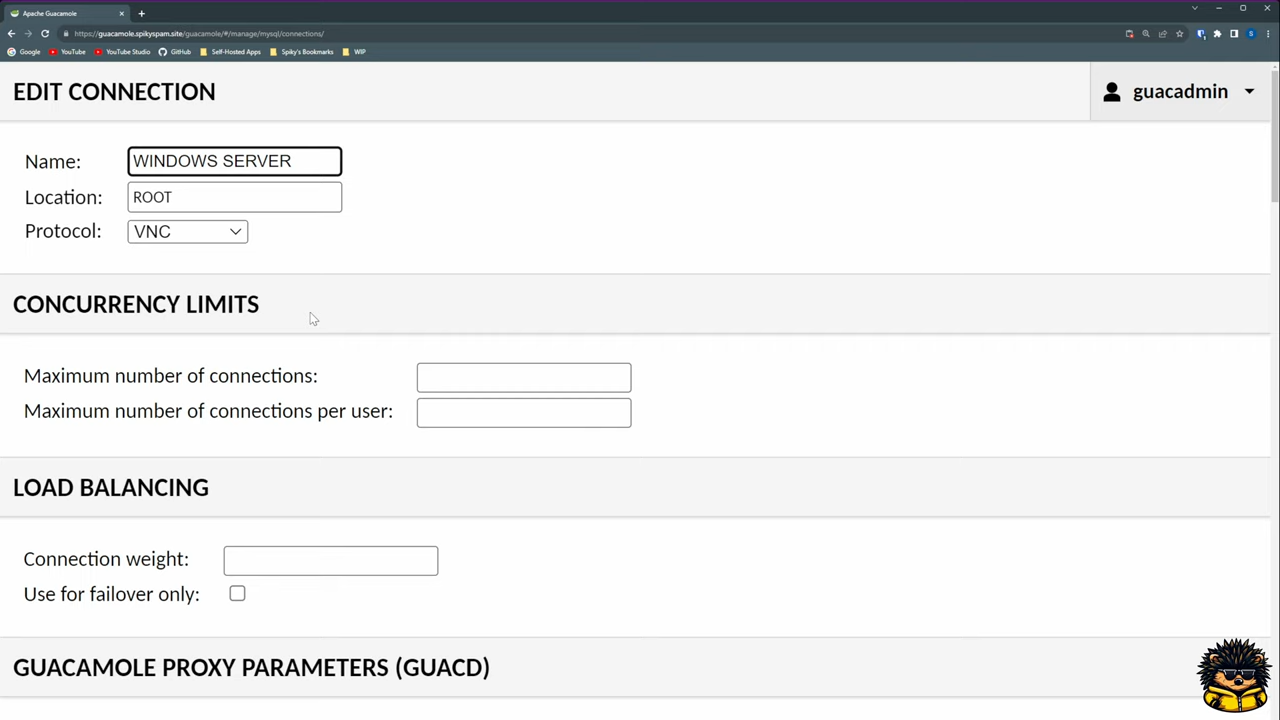 Apache Guacamole
https://guacamole.spikyspam.site/guacamole/#/manage/mysql/connections/
Google YouTube YouTube Studio GitHub Self-Hosted Apps Spiky's Bookmarks WIP
EDIT CONNECTION
guacadmin
Name: WINDOWS SERVER
Location: ROOT
Protocol: VNC
CONCURRENCY LIMITS
Maximum number of connections:
Maximum number of connections per user:
LOAD BALANCING
Connection weight:
Use for failover only:
GUACAMOLE PROXY PARAMETERS (GUACD)